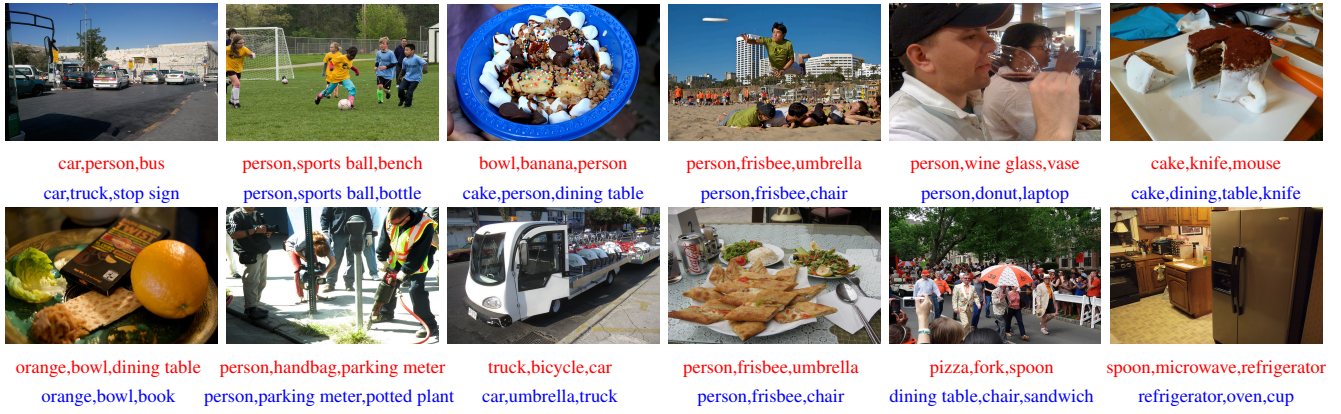 car,person,bus
person,sports ball,bench
bowl,banana,person
person,frisbee,umbrella
person,wine glass,vase
cake,knife,mouse
car,truck,stop sign
person,sports ball,bottle
cake,person,dining table
person,frisbee,chair
person,donut,laptop
cake,dining,table,knife
orange,bowl,dining table
person,handbag,parking meter
truck,bicycle,car
person,frisbee,umbrella
pizza,fork,spoon
spoon,microwave,refrigerator
orange,bowl,book
person,parking meter,potted plant
car,umbrella,truck
person,frisbee,chair
dining table,chair,sandwich
refrigerator,oven,cup